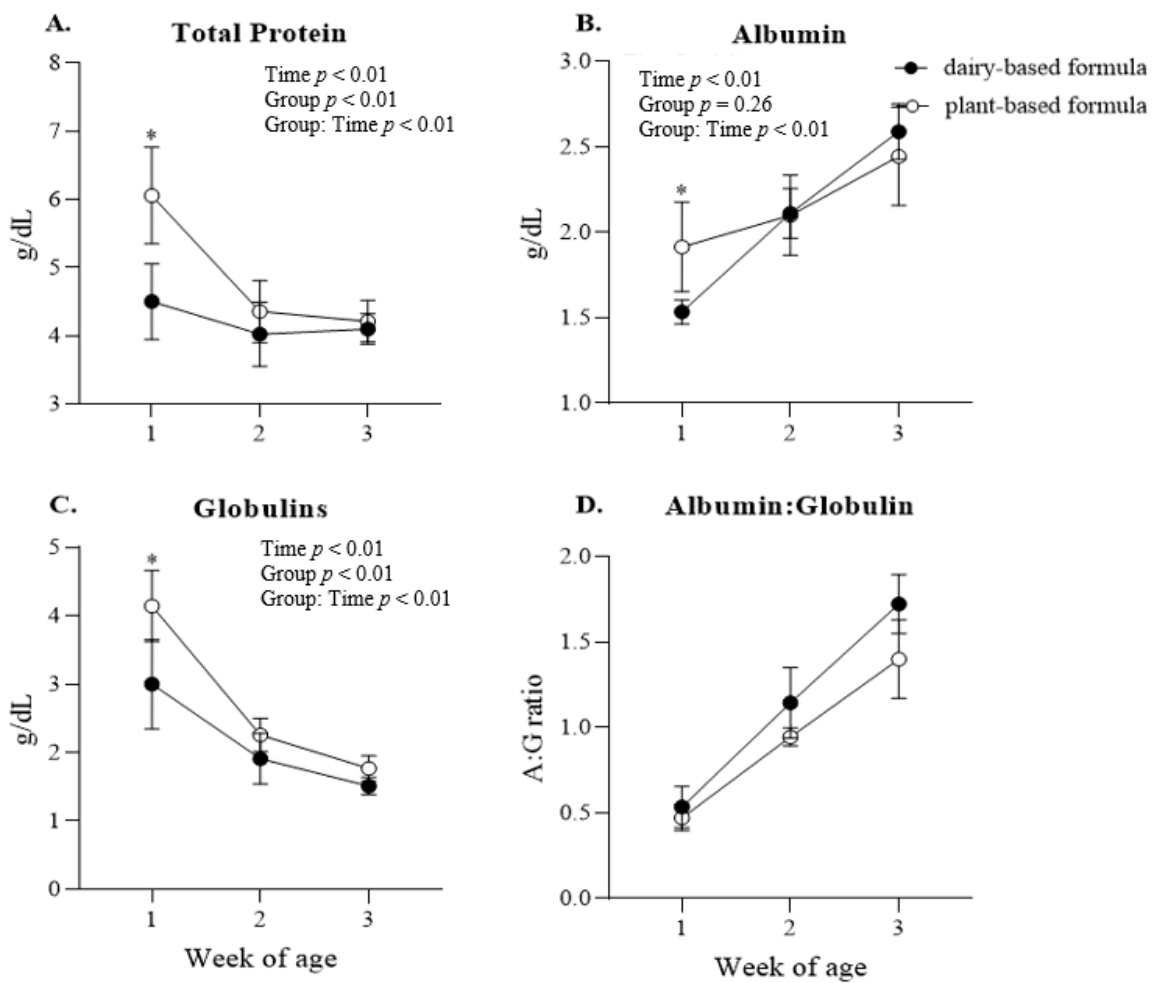 A.
Total Protein
8
7
6
5
4
3
g/dL
Time p < 0.01
Group p < 0.01
Group: Time p < 0.01
*
1 2 3
B.
Albumin
3.0
2.5
2.0
1.5
1.0
g/dL
Time p < 0.01
Group p = 0.26
Group: Time p < 0.01
*
dairy-based formula
plant-based formula
1 2 3
C.
Globulins
5
4
3
2
1
0
g/dL
Time p < 0.01
Group p < 0.01
Group: Time p < 0.01
*
1 2 3
Week of age
D.
Albumin:Globulin
2.0
1.5
1.0
0.5
0.0
A:G ratio
1 2 3
Week of age